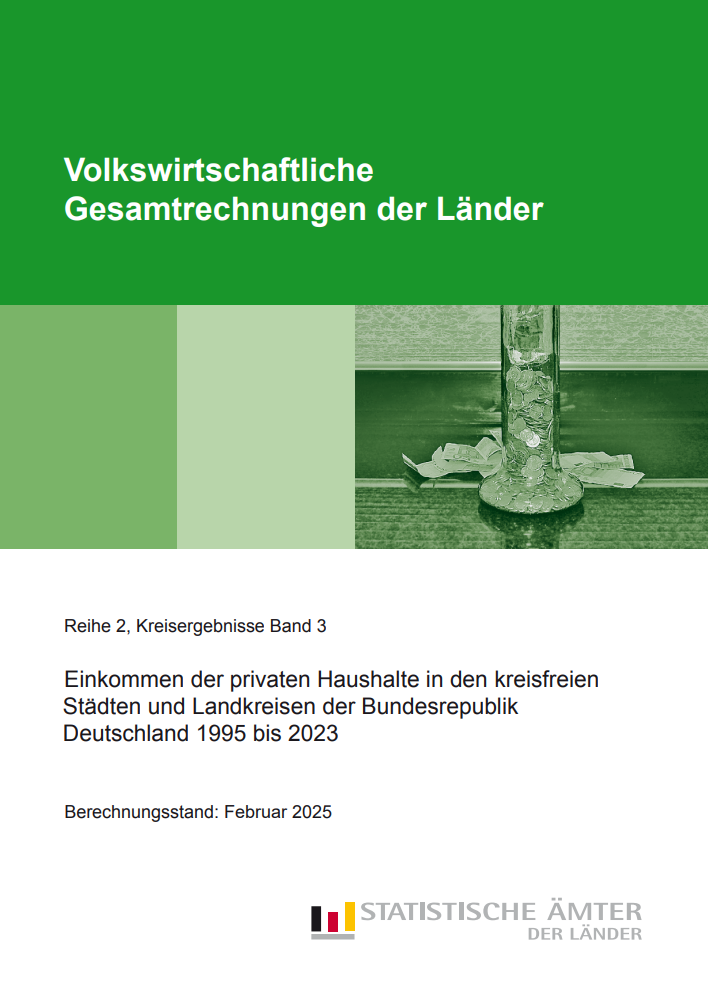 Volkswirtschaftliche
Gesamtrechnungen der Länder
Reihe 2, Kreisergebnisse Band 3
Einkommen der privaten Haushalte in den kreisfreien
Städten und Landkreisen der Bundesrepublik
Deutschland 1995 bis 2023
Berechnungsstand: Februar 2025
STATISTISCHE ÄMTER
DER LÄNDER